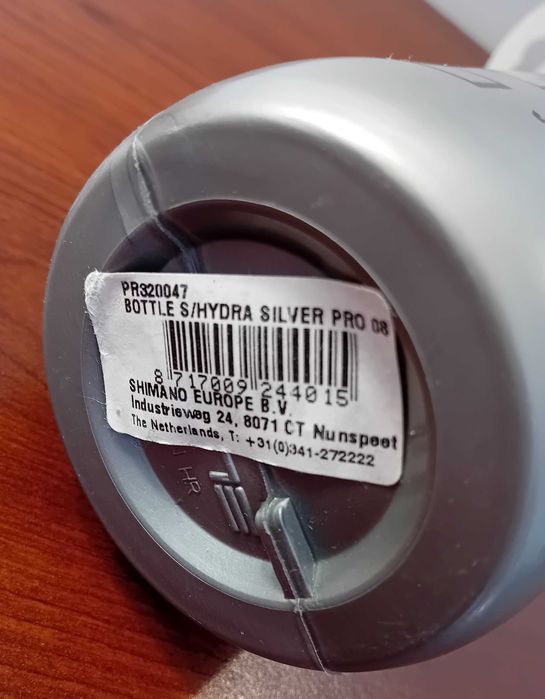 PR320047
BOTTLE S/HYDRA SILVER PRO 08
8 717009 244015
SHIMANO EUROPE B.V.
Industrieweg 24, 8071 CT Nunspeet
The Netherlands, T: +31(0)341-272222